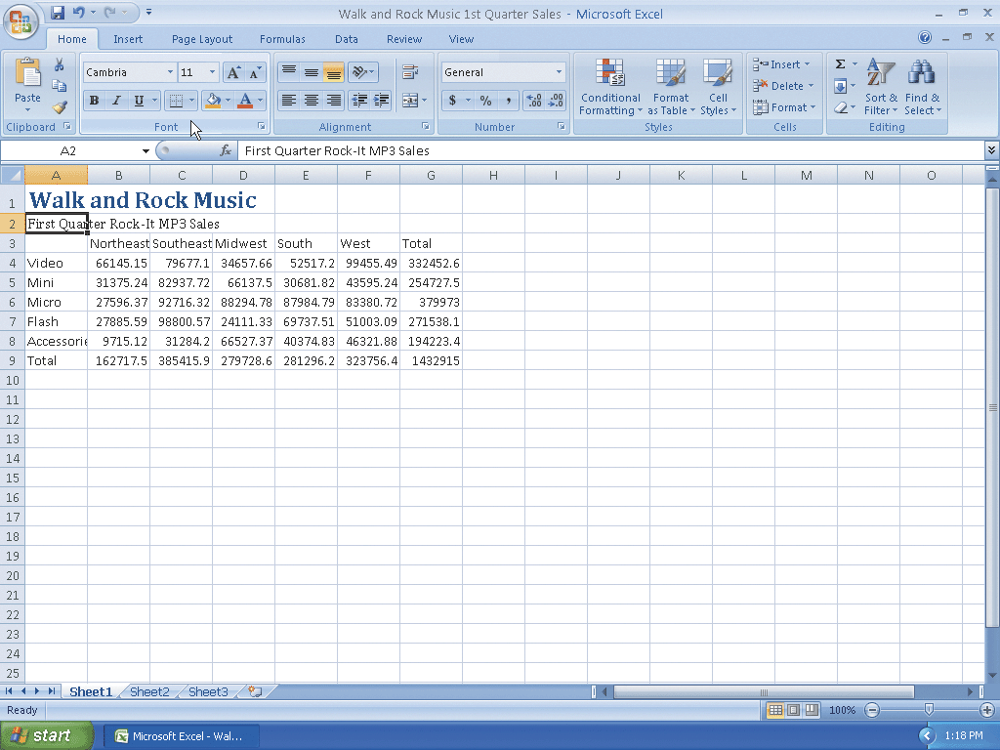 Walk and Rock Music 1st Quarter Sales - Microsoft Excel
Home Insert Page Layout Formulas Data Review View
Cambria 11 General Insert
Paste Conditional Formatting Format as Table Cell Styles Delete Sort & Filter Find & Select
B I U $ % , .0 .00 .00 .0 Format
Clipboard Font Alignment Number Styles Cells Editing
A2 fx First Quarter Rock-It MP3 Sales
A B C D E F G H I J K L M N O
1 Walk and Rock Music
2 First Quarter Rock-It MP3 Sales
3 Northeast Southeast Midwest South West Total
4 Video 66145.15 79677.1 34657.66 52517.2 99455.49 332452.6
5 Mini 31375.24 82937.72 66137.5 30681.82 43595.24 254727.5
6 Micro 27596.37 92716.32 88294.78 87984.79 83380.72 379973
7 Flash 27885.59 98800.57 24111.33 69737.51 51003.09 271538.1
8 Accessorie 9715.12 31284.2 66527.37 40374.83 46321.88 194223.4
9 Total 162717.5 385415.9 279728.6 281296.2 323756.4 1432915
10
11
12
13
14
15
16
17
18
19
20
21
22
23
24
25
Sheet1 Sheet2 Sheet3
Ready 100%
start Microsoft Excel - Wal... 1:18 PM